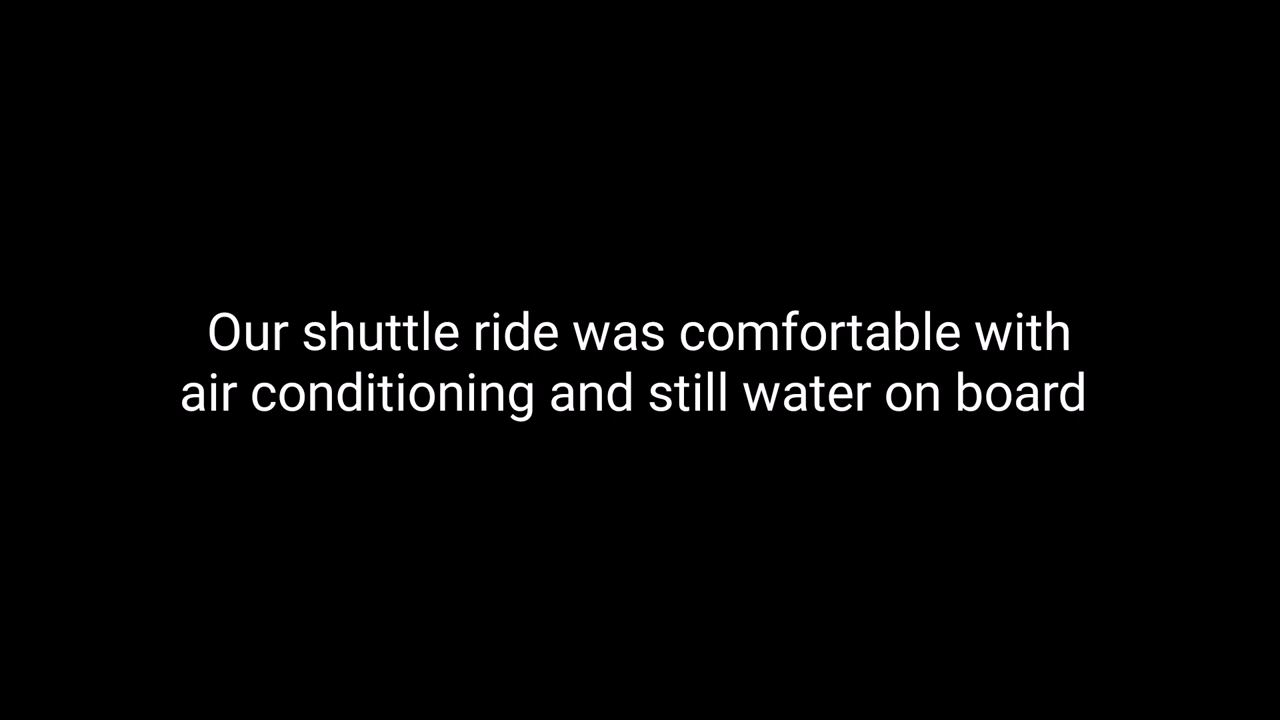 Our shuttle ride was comfortable with
air conditioning and still water on board